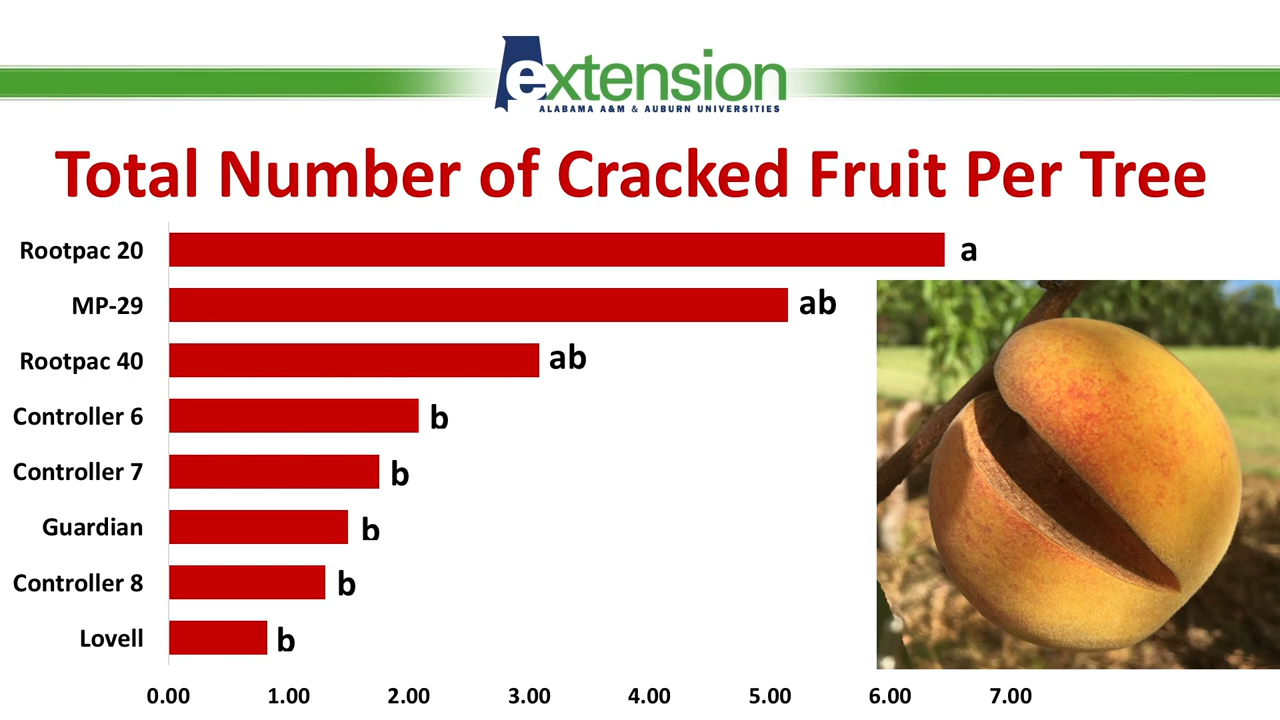 extension
ALABAMA A&M & AUBURN UNIVERSITIES
Total Number of Cracked Fruit Per Tree
Rootpac 20 a
MP-29 ab
Rootpac 40 ab
Controller 6 b
Controller 7 b
Guardian b
Controller 8 b
Lovell b
0.00 1.00 2.00 3.00 4.00 5.00 6.00 7.00